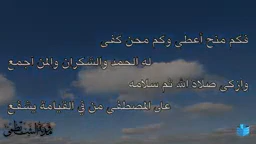 فكم منح أعطى وكم محن كفى
له الحمد والشكران والمن اجمع
وازكى صلاة الله ثم سلامه
على المصطفى من في القيامة يشفع